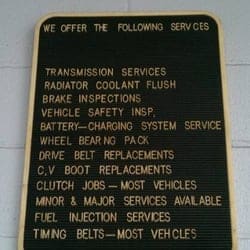 WE OFFER THE FOLLOWING SERVCES
TRANSMISSION SERVICES
RADIATOR COOLANT FLUSH
BRAKE INSPECTIONS
VEHICLE SAFETY INSP.
BATTERY-CHARGING SYSTEM SERVICE
WHEEL BEARNG PACK
DRIVE BELT REPLACEMENTS
C,V BOOT REPLACEMENTS
CLUTCH JOBS-MOST VEHICLES
MINOR & MAJOR SERVICES AVAILABLE
FUEL INJECTION SERVICES
TIMING BELTS-MOST VEHCLES